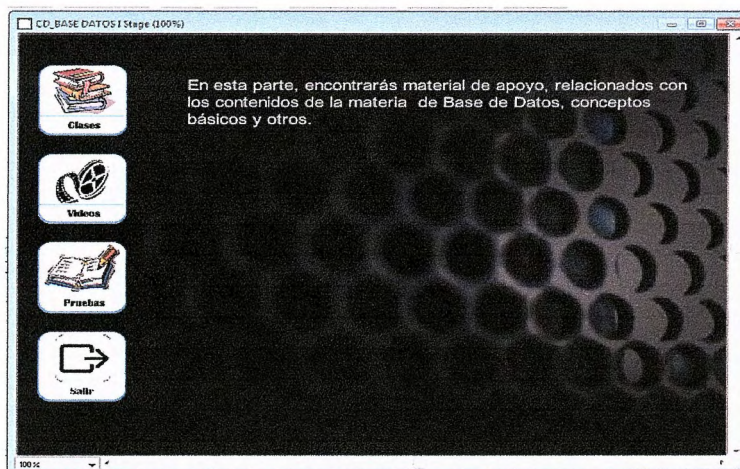 CD_BASE DATOS I Stage (100%)
En esta parte, encontrarás material de apoyo, relacionados con
los contenidos de la materia de Base de Datos, conceptos
básicos y otros.
Clases
Videos
Pruebas
Salir
100%